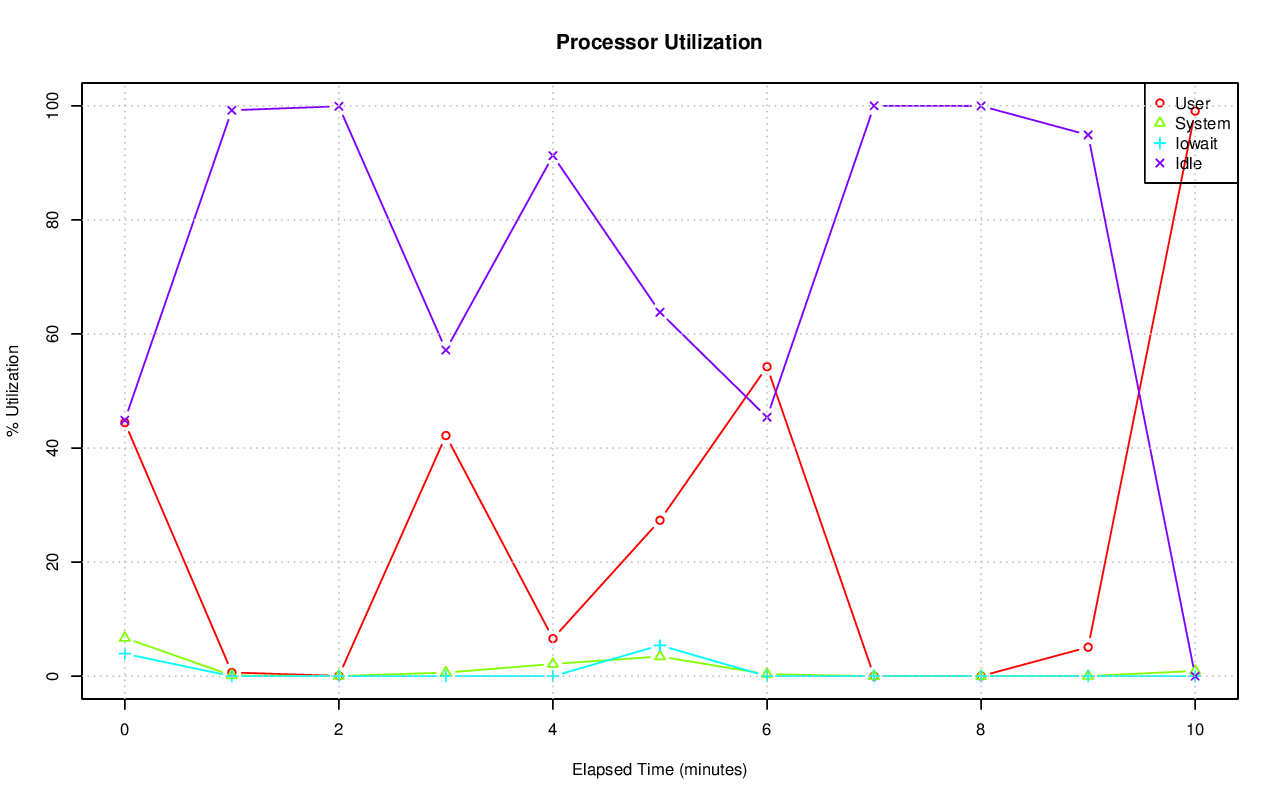 Processor Utilization
% Utilization
100
80
60
40
20
0
User
System
Iowait
Idle
0 2 4 6 8 10
Elapsed Time (minutes)